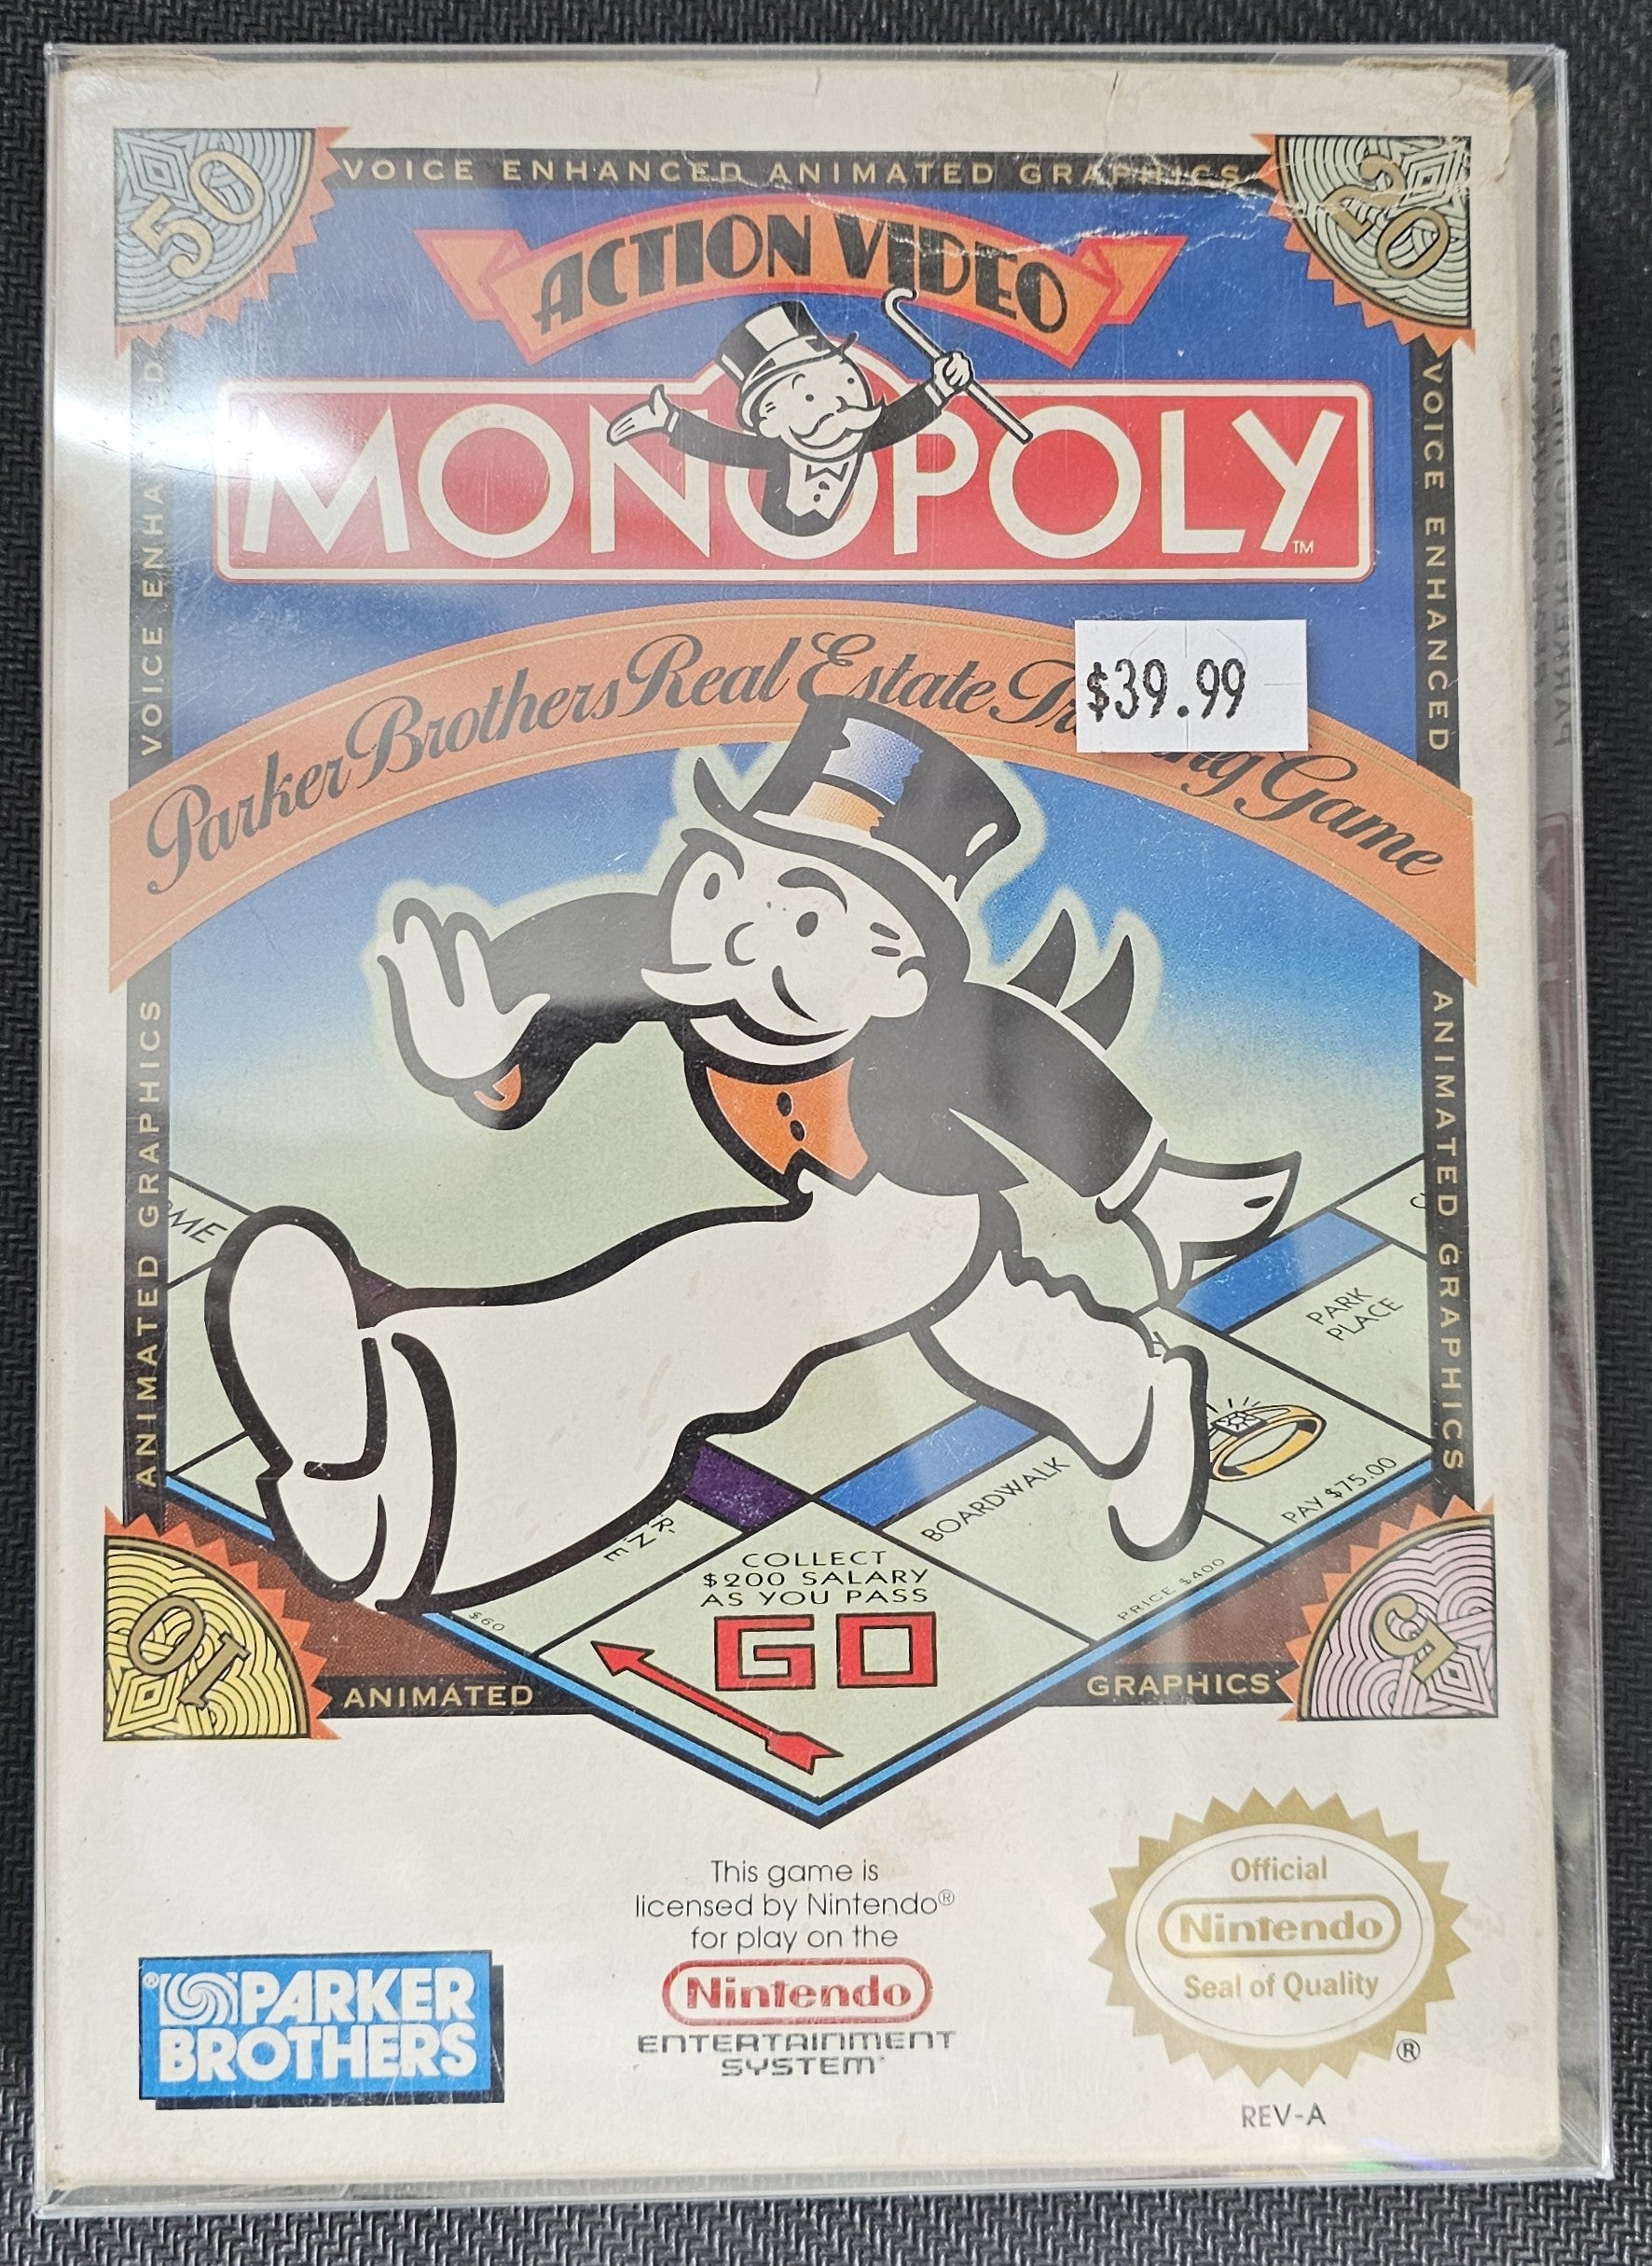 50
VOICE ENHANCED ANIMATED GRAPHICS
20
ACTION VIDEO
MONOPOLY
TM
Parker Brothers Real Estate Tr ng Game
$39.99
VOICE ENHANCED
VOICE ENHANCED
ANIMATED GRAPHICS
ANIMATED GRAPHICS
PARK
PLACE
BOARDWALK
PAY $75.00
PRICE $400
$60
COLLECT
$200 SALARY
AS YOU PASS
GO
10
5
ANIMATED
GRAPHICS
This game is
licensed by Nintendo®
for play on the
Nintendo
ENTERTAINMENT
SYSTEM
® PARKER
BROTHERS
Official
Nintendo
Seal of Quality
®
REV-A